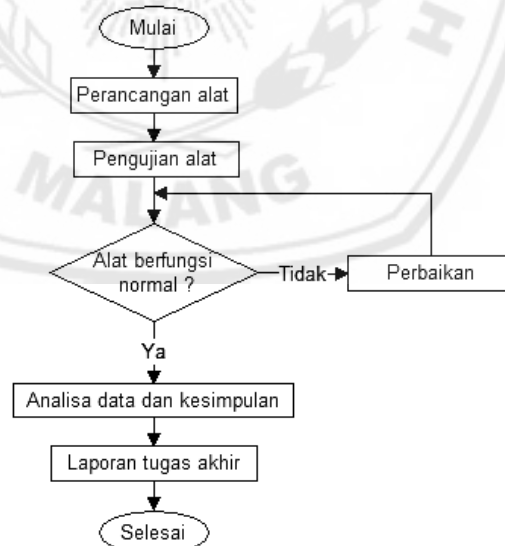 Mulai
Perancangan alat
Pengujian alat
MALANG
H
Alat berfungsi
normal ?
Tidak
Perbaikan
Ya
Analisa data dan kesimpulan
Laporan tugas akhir
Selesai